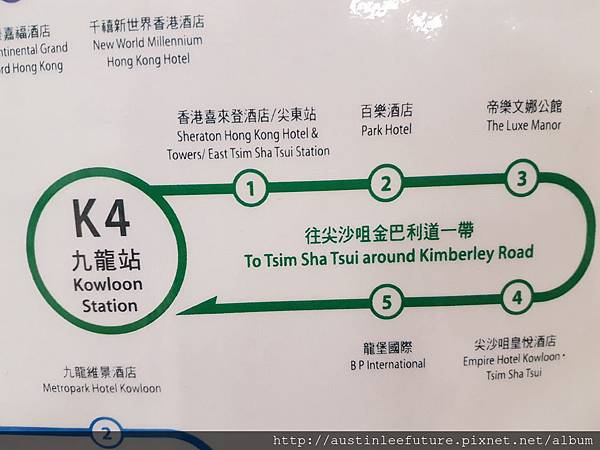 嘉福酒店
Grand
Hong Kong
千禧新世界香港酒店
New World Millennium
Hong Kong Hotel
香港喜來登酒店/尖東站
Sheraton Hong Kong Hotel &
Towers/ East Tsim Sha Tsui Station
百樂酒店
Park Hotel
帝樂文娜公館
The Luxe Manor
1
2
3
K4
九龍站
Kowloon
Station
往尖沙咀金巴利道一帶
To Tsim Sha Tsui around Kimberley Road
5
4
龍堡國際
B P International
尖沙咀皇悅酒店
Empire Hotel Kowloon•
Tsim Sha Tsui
九龍維景酒店
Metropark Hotel Kowloon
2
http://austinleefuture.pixnet.net/album